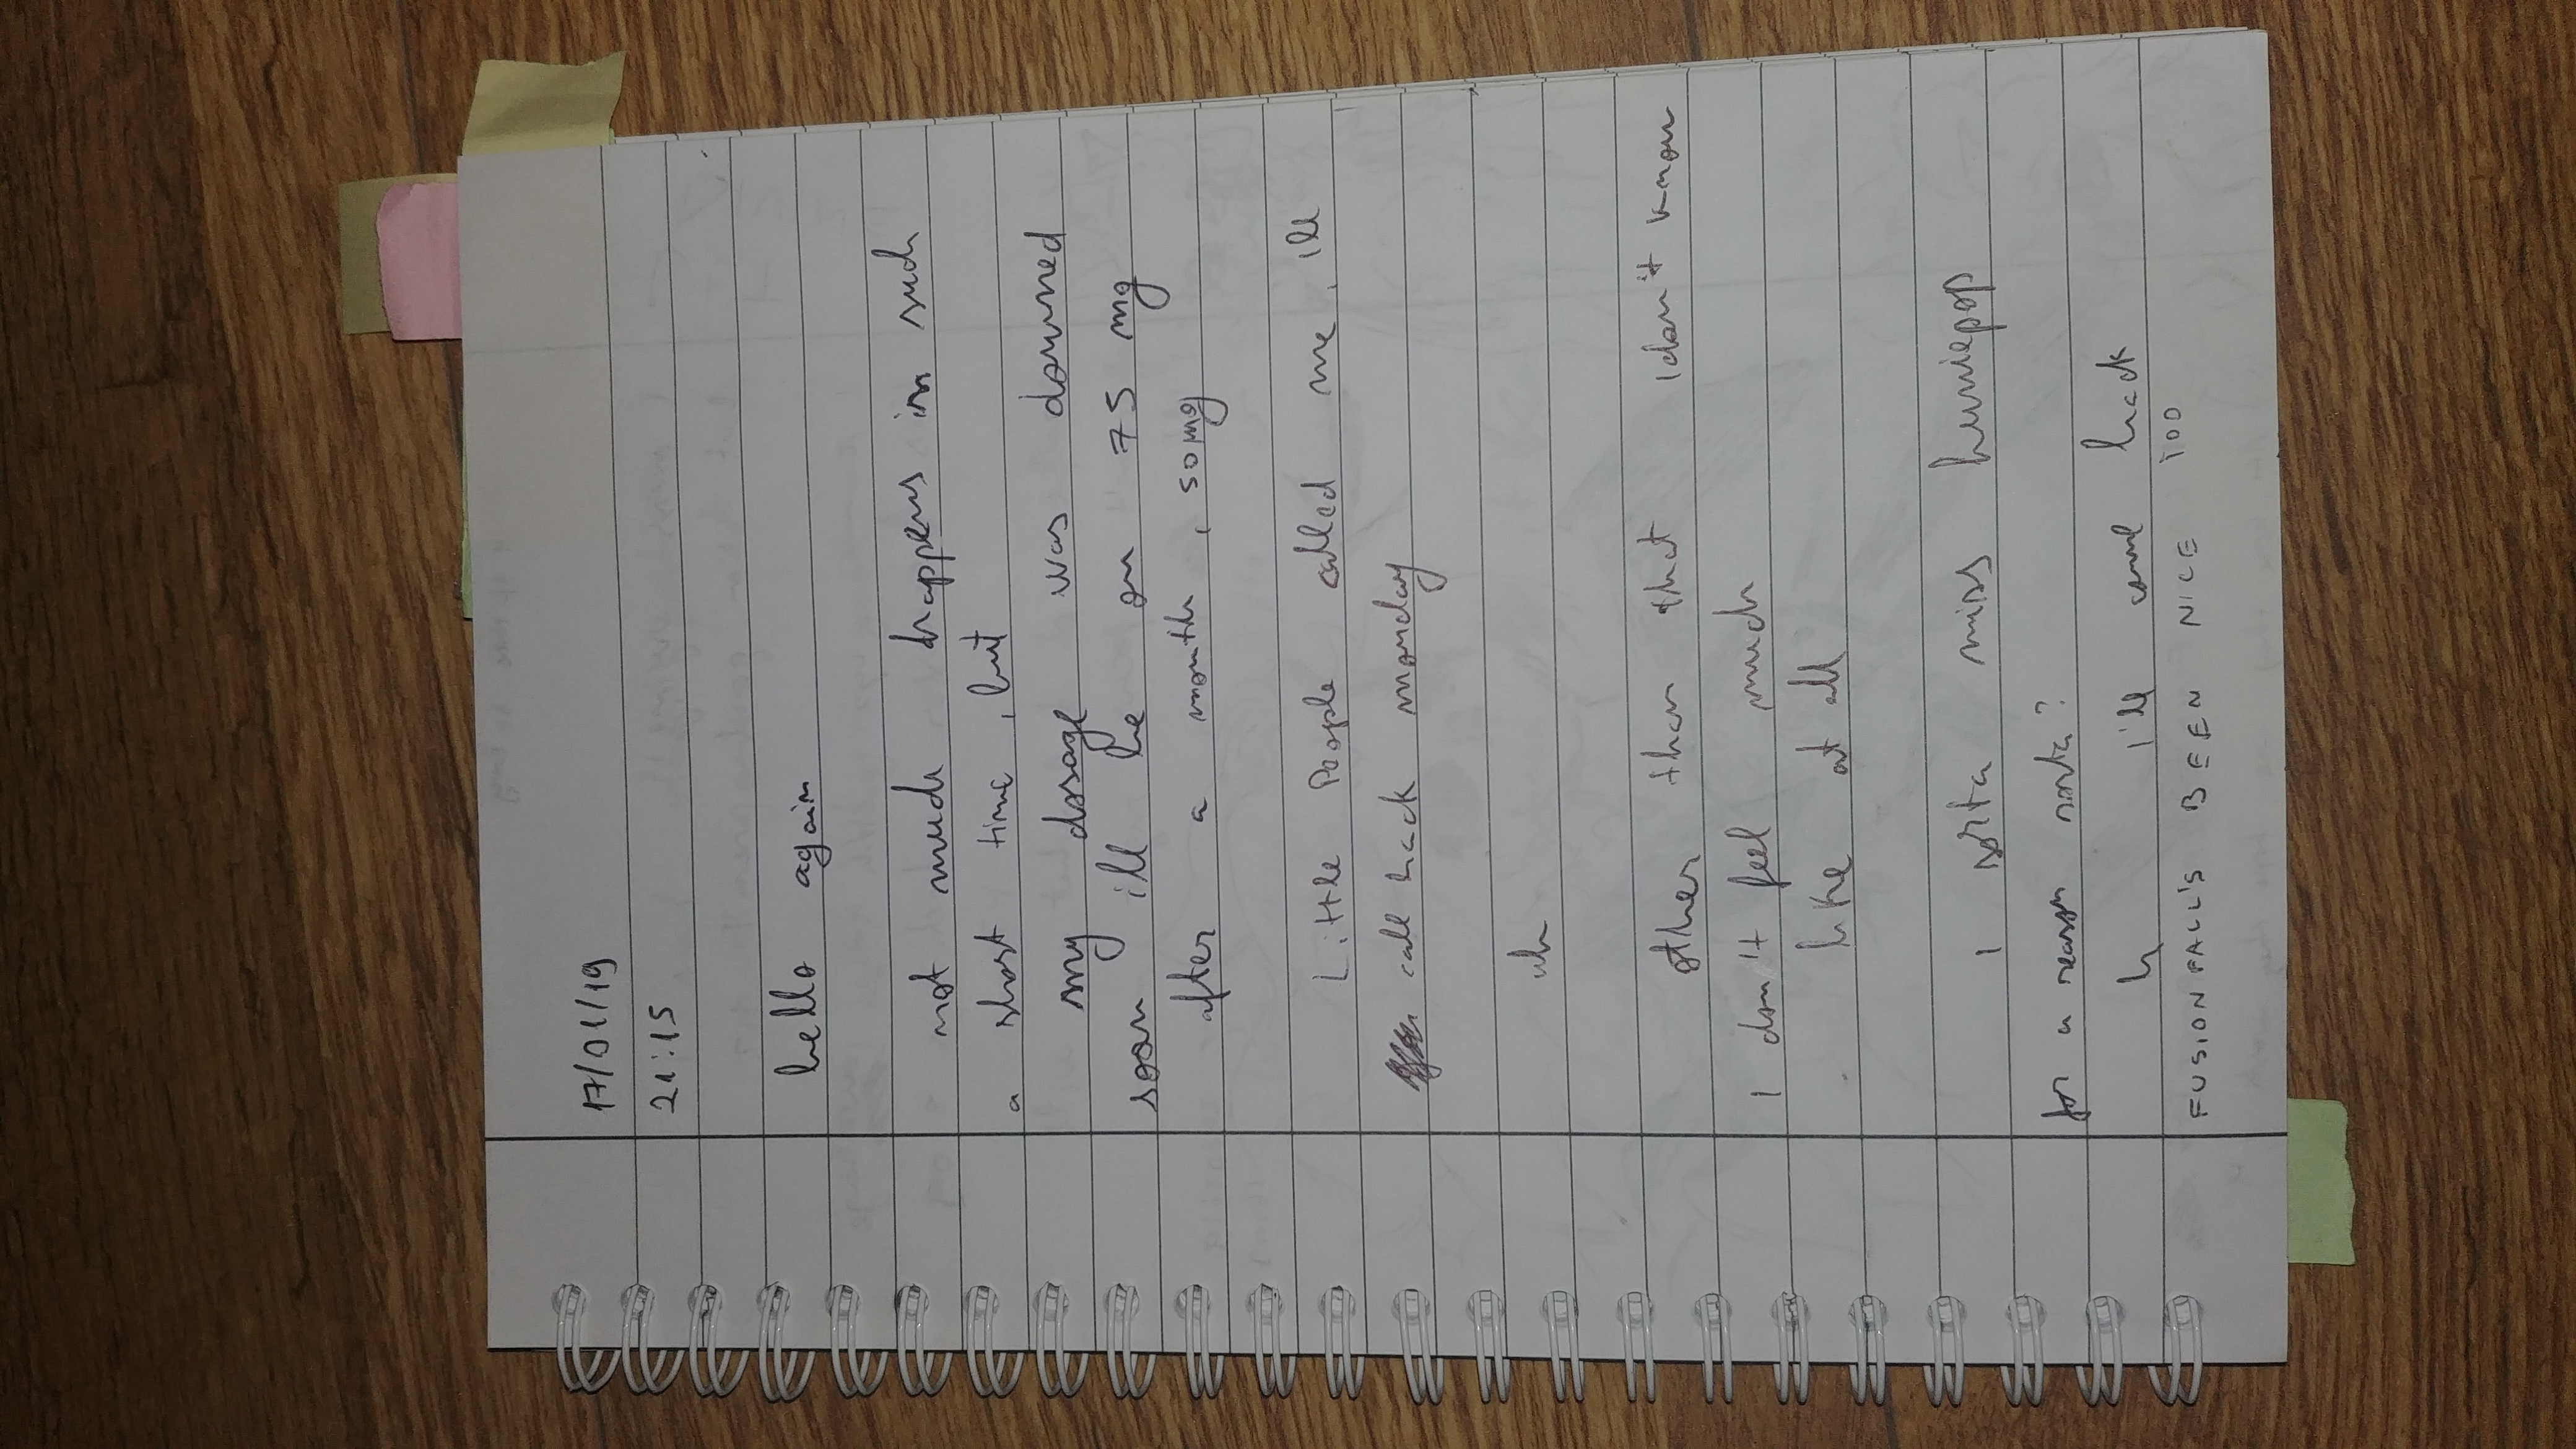 17/01/19
21:15
hello again
not much happens in such
a short time, but
my dosage was downed
soon ill be on 75 mg
after a month, 50mg
Little People called me, ill
call back monday
uh
other than that I don't know
I don't feel much
like at all
I sorta miss huniepop
for a reason sorta?
h I'll come back
FUSIONFALL'S BEEN NICE TOO